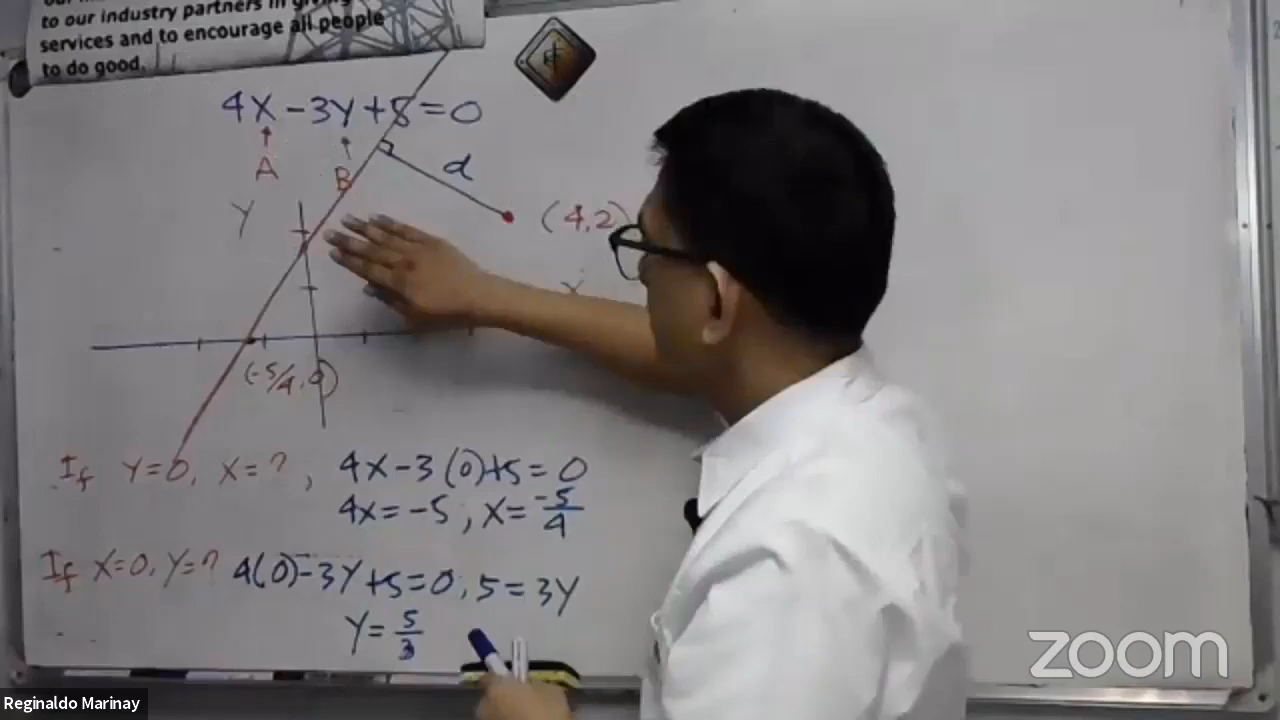 to our industry partners in
services and to encourage all people
to do good.
4X-3Y+5=0
A
B
d
Y
(4,2)
X
(-5/4,0)
If Y=0, X=?, 4X-3(0)+5=0
4X=-5, X=-5/4
If X=0, Y=? 4(0)-3Y+5=0, 5=3Y
Y=5/3
zoom
Reginaldo Marinay